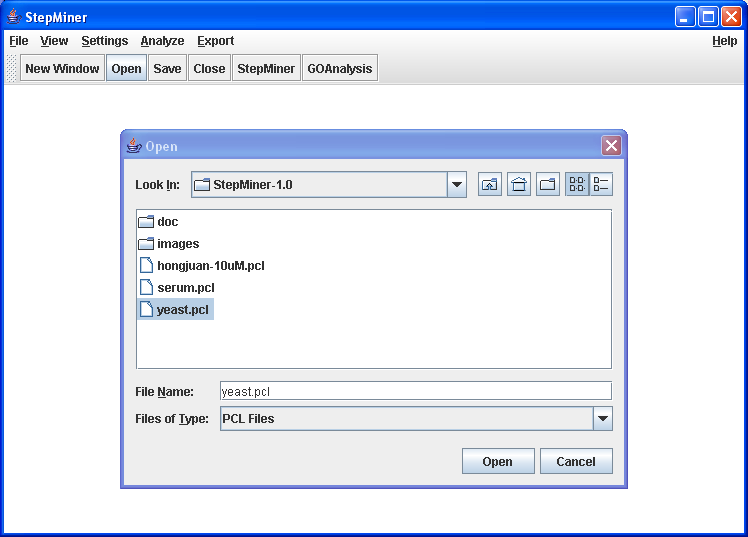 StepMiner
File View Settings Analyze Export Help
New Window Open Save Close StepMiner GOAnalysis
Open
Look In: StepMiner-1.0
doc
images
hongjuan-10uM.pcl
serum.pcl
yeast.pcl
File Name: yeast.pcl
Files of Type: PCL Files
Open Cancel